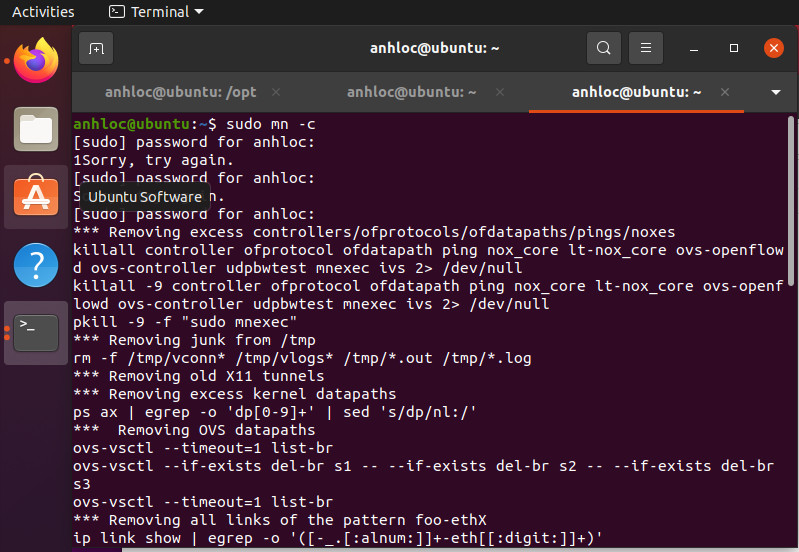 Activities
Terminal
anhloc@ubuntu: ~
anhloc@ubuntu: /opt
anhloc@ubuntu: ~
anhloc@ubuntu: ~
anhloc@ubuntu:~$ sudo mn -c
[sudo] password for anhloc:
1Sorry, try again.
[sudo] password for anhloc:
Ubuntu Software
n.
[sudo] password for anhloc:
*** Removing excess controllers/ofprotocols/ofdatapaths/pings/noxes
killall controller ofprotocol ofdatapath ping nox_core lt-nox_core ovs-openflow
d ovs-controller udpbwtest mnexec ivs 2> /dev/null
killall -9 controller ofprotocol ofdatapath ping nox_core lt-nox_core ovs-openf
lowd ovs-controller udpbwtest mnexec ivs 2> /dev/null
pkill -9 -f "sudo mnexec"
*** Removing junk from /tmp
rm -f /tmp/vconn* /tmp/vlogs* /tmp/*.out /tmp/*.log
*** Removing old X11 tunnels
*** Removing excess kernel datapaths
ps ax | egrep -o 'dp[0-9]+' | sed 's/dp/nl:/'
***  Removing OVS datapaths
ovs-vsctl --timeout=1 list-br
ovs-vsctl --if-exists del-br s1 -- --if-exists del-br s2 -- --if-exists del-br
s3
ovs-vsctl --timeout=1 list-br
*** Removing all links of the pattern foo-ethX
ip link show | egrep -o '([-_.[:alnum:]]+-eth[[:digit:]]+)'